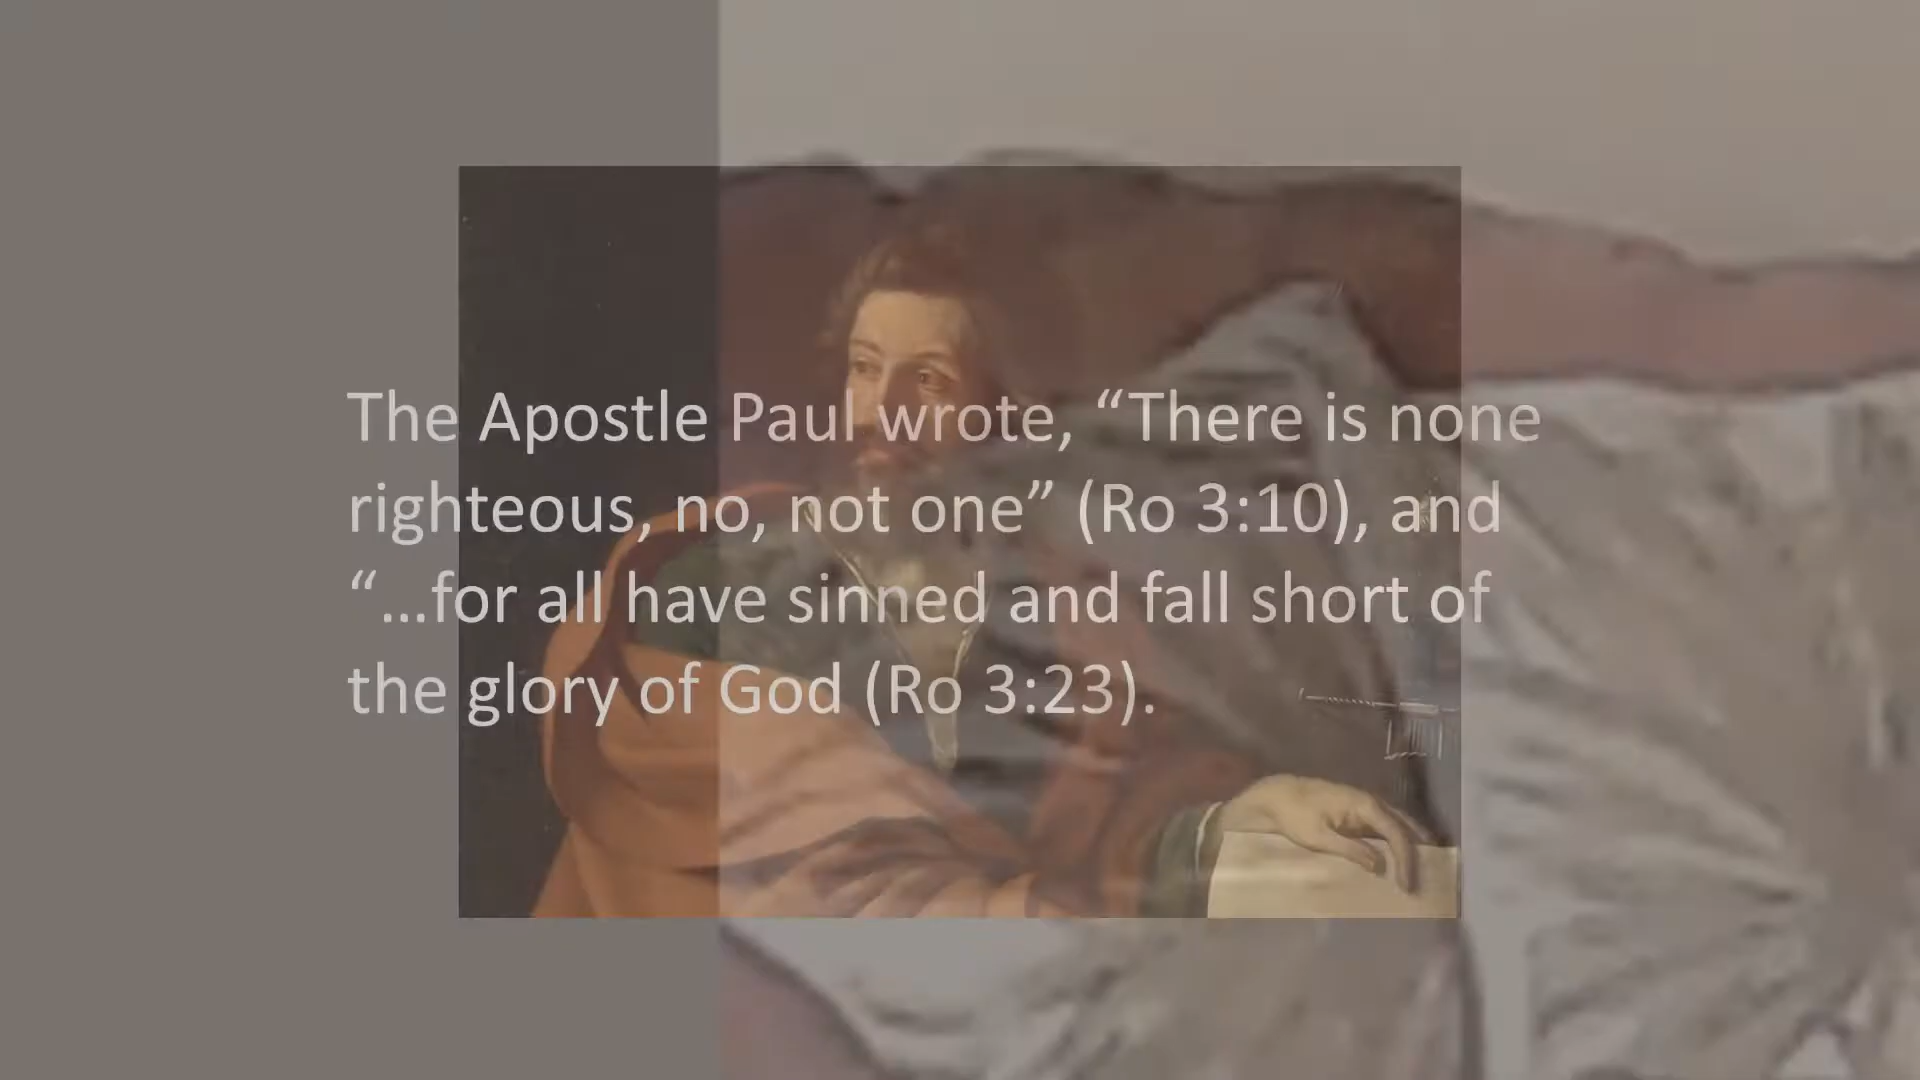 The Apostle Paul wrote, “There is none
righteous, no, not one” (Ro 3:10), and
“...for all have sinned and fall short of
the glory of God (Ro 3:23).